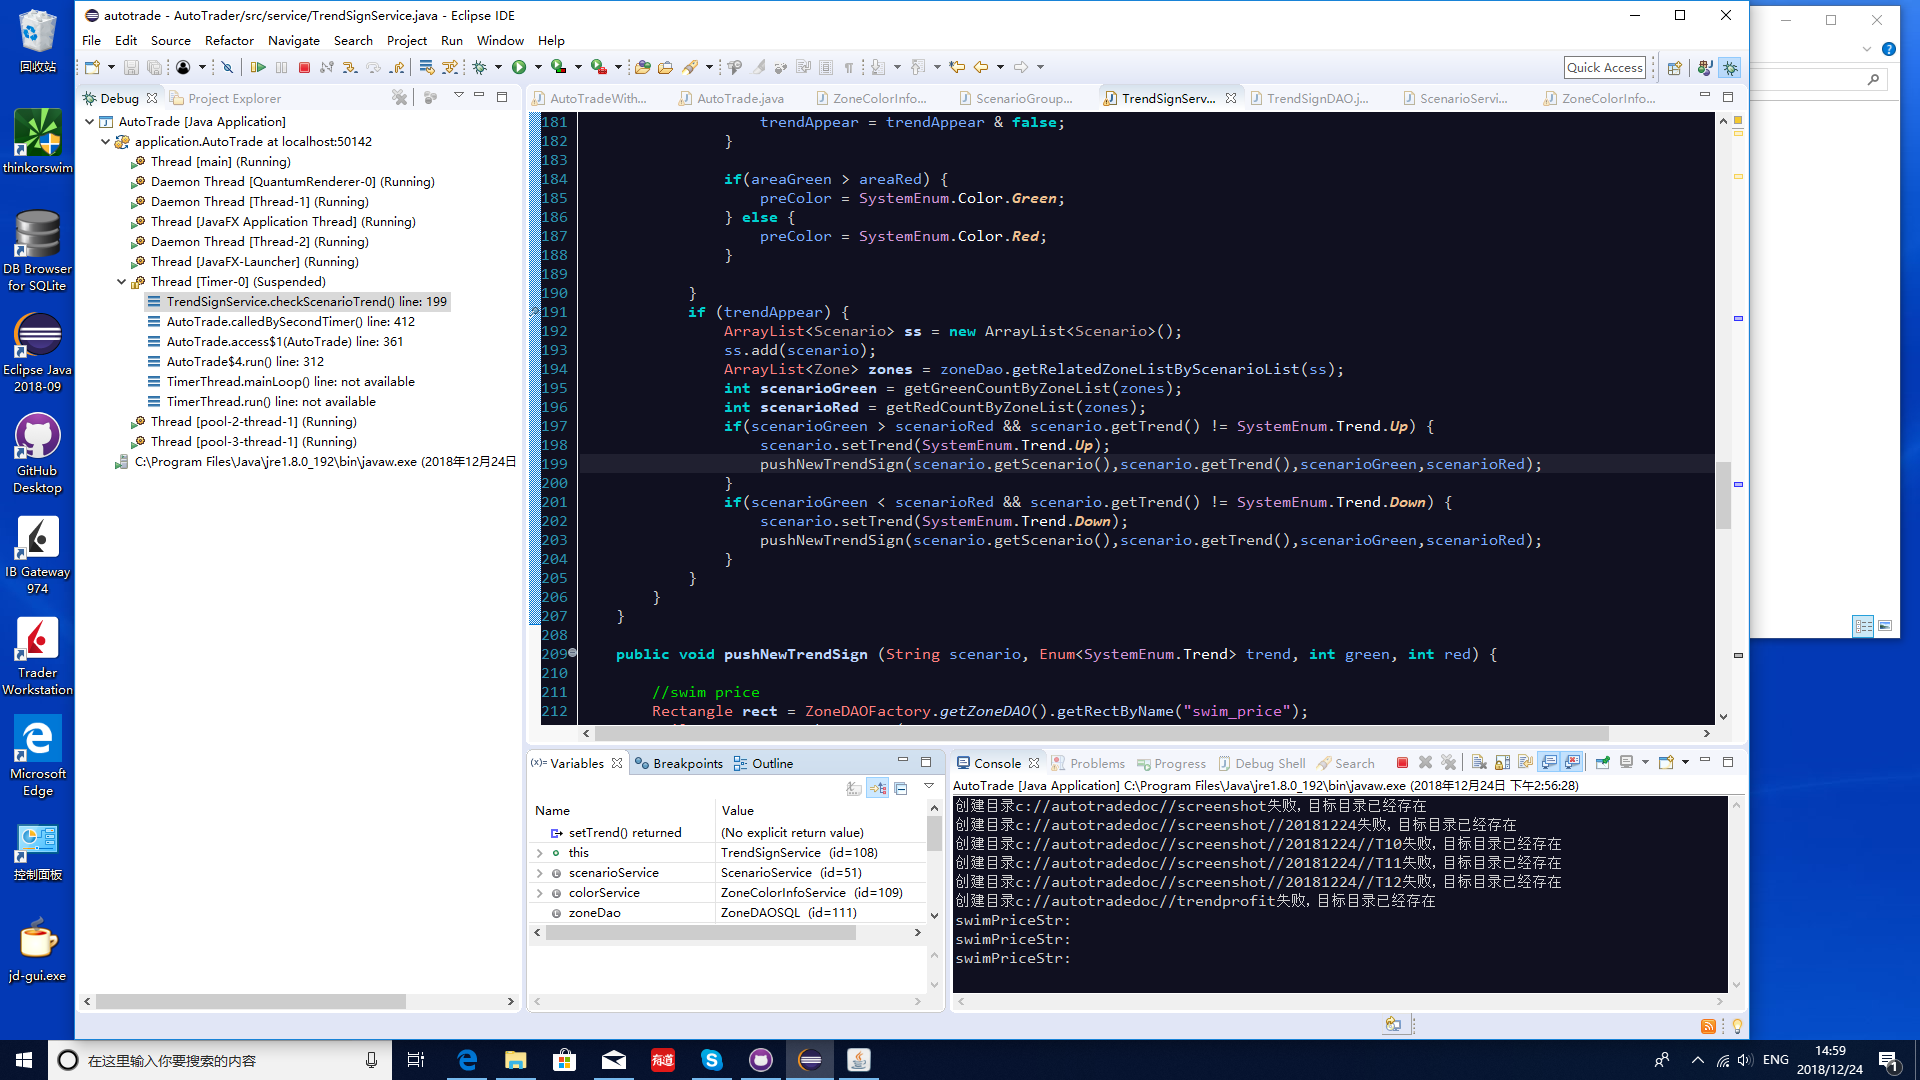 回收站
thinkorswim
DB Browser
for SQLite
Eclipse Java
2018-09
GitHub
Desktop
IB Gateway
974
Trader
Workstation
Microsoft
Edge
控制面板
jd-gui.exe
autotrade - AutoTrader/src/service/TrendSignService.java - Eclipse IDE
File Edit Source Refactor Navigate Search Project Run Window Help
Quick Access
Debug Project Explorer
AutoTrade [Java Application]
application.AutoTrade at localhost:50142
Thread [main] (Running)
Daemon Thread [QuantumRenderer-0] (Running)
Daemon Thread [Thread-1] (Running)
Thread [JavaFX Application Thread] (Running)
Daemon Thread [Thread-2] (Running)
Thread [JavaFX-Launcher] (Running)
Thread [Timer-0] (Suspended)
TrendSignService.checkScenarioTrend() line: 199
AutoTrade.calledBySecondTimer() line: 412
AutoTrade.access$1(AutoTrade) line: 361
AutoTrade$4.run() line: 312
TimerThread.mainLoop() line: not available
TimerThread.run() line: not available
Thread [pool-2-thread-1] (Running)
Thread [pool-3-thread-1] (Running)
C:\Program Files\Java\jre1.8.0_192\bin\javaw.exe (2018年12月24日
AutoTradeWith... AutoTrade.java ZoneColorInfo... ScenarioGroup... TrendSignServ... TrendSignDAO.j... ScenarioServi... ZoneColorInfo...
181 trendAppear = trendAppear & false;
182 }
183
184 if(areaGreen > areaRed) {
185 preColor = SystemEnum.Color.Green;
186 } else {
187 preColor = SystemEnum.Color.Red;
188 }
189
190 }
191 if (trendAppear) {
192 ArrayList<Scenario> ss = new ArrayList<Scenario>();
193 ss.add(scenario);
194 ArrayList<Zone> zones = zoneDao.getRelatedZoneListByScenarioList(ss);
195 int scenarioGreen = getGreenCountByZoneList(zones);
196 int scenarioRed = getRedCountByZoneList(zones);
197 if(scenarioGreen > scenarioRed && scenario.getTrend() != SystemEnum.Trend.Up) {
198 scenario.setTrend(SystemEnum.Trend.Up);
199 pushNewTrendSign(scenario.getScenario(),scenario.getTrend(),scenarioGreen,scenarioRed);
200 }
201 if(scenarioGreen < scenarioRed && scenario.getTrend() != SystemEnum.Trend.Down) {
202 scenario.setTrend(SystemEnum.Trend.Down);
203 pushNewTrendSign(scenario.getScenario(),scenario.getTrend(),scenarioGreen,scenarioRed);
204 }
205 }
206 }
207 }
208
209 public void pushNewTrendSign (String scenario, Enum<SystemEnum.Trend> trend, int green, int red) {
210
211 //swim price
212 Rectangle rect = ZoneDAOFactory.getZoneDAO().getRectByName("swim_price");
(x)= Variables Breakpoints Outline
Name Value
setTrend() returned (No explicit return value)
this TrendSignService (id=108)
scenarioService ScenarioService (id=51)
colorService ZoneColorInfoService (id=109)
zoneDao ZoneDAOSQL (id=111)
Console Problems Progress Debug Shell Search
AutoTrade [Java Application] C:\Program Files\Java\jre1.8.0_192\bin\javaw.exe (2018年12月24日 下午2:56:28)
创建目录c://autotradedoc//screenshot失败，目标目录已经存在
创建目录c://autotradedoc//screenshot//20181224失败，目标目录已经存在
创建目录c://autotradedoc//screenshot//20181224//T10失败，目标目录已经存在
创建目录c://autotradedoc//screenshot//20181224//T11失败，目标目录已经存在
创建目录c://autotradedoc//screenshot//20181224//T12失败，目标目录已经存在
创建目录c://autotradedoc//trendprofit失败，目标目录已经存在
swimPriceStr:
swimPriceStr:
swimPriceStr:
在这里输入你要搜索的内容
有道
ENG
14:59
2018/12/24
1